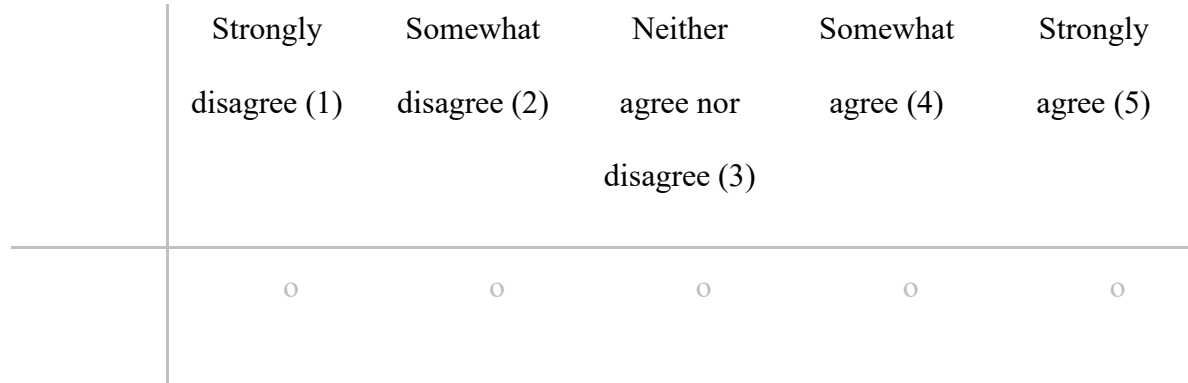 Strongly Somewhat Neither Somewhat Strongly
disagree (1) disagree (2) agree nor agree (4) agree (5)
disagree (3)
o o o o o